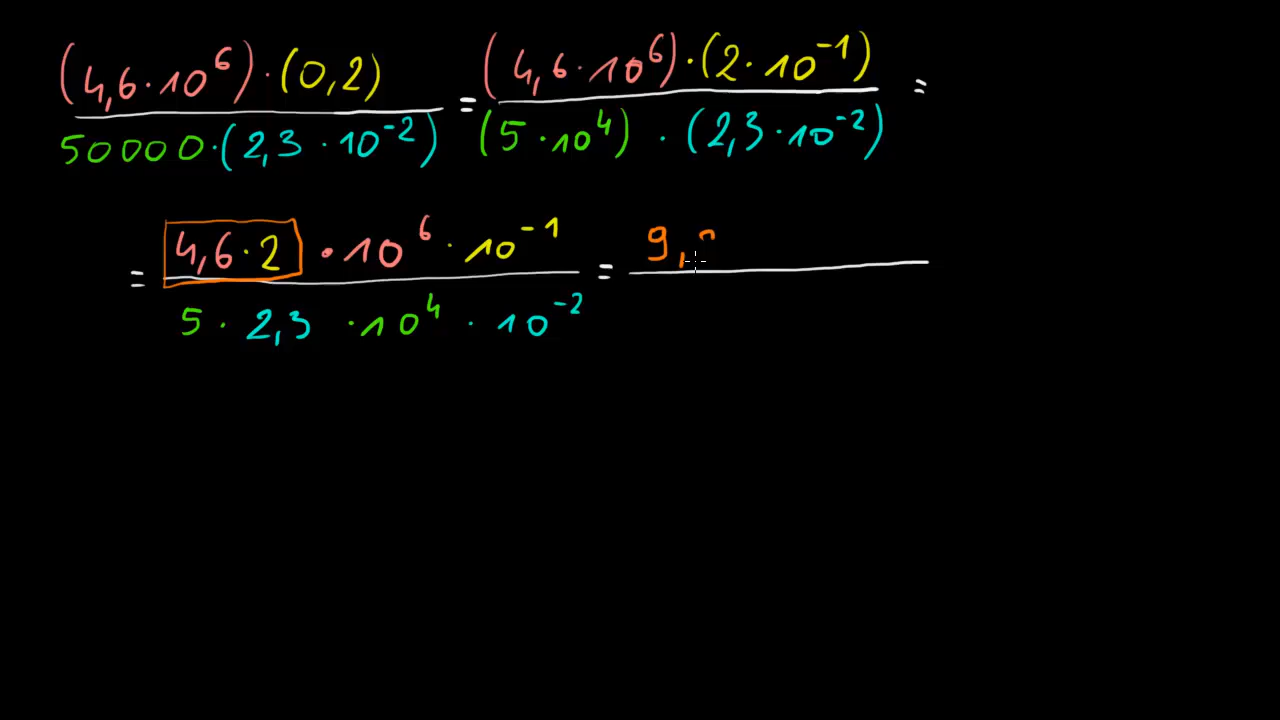 (4,6·10⁶)·(0,2) / 50000·(2,3·10⁻²) = (4,6·10⁶)·(2·10⁻¹) / (5·10⁴)·(2,3·10⁻²) =
= 4,6·2·10⁶·10⁻¹ / 5·2,3·10⁴·10⁻² = 9,